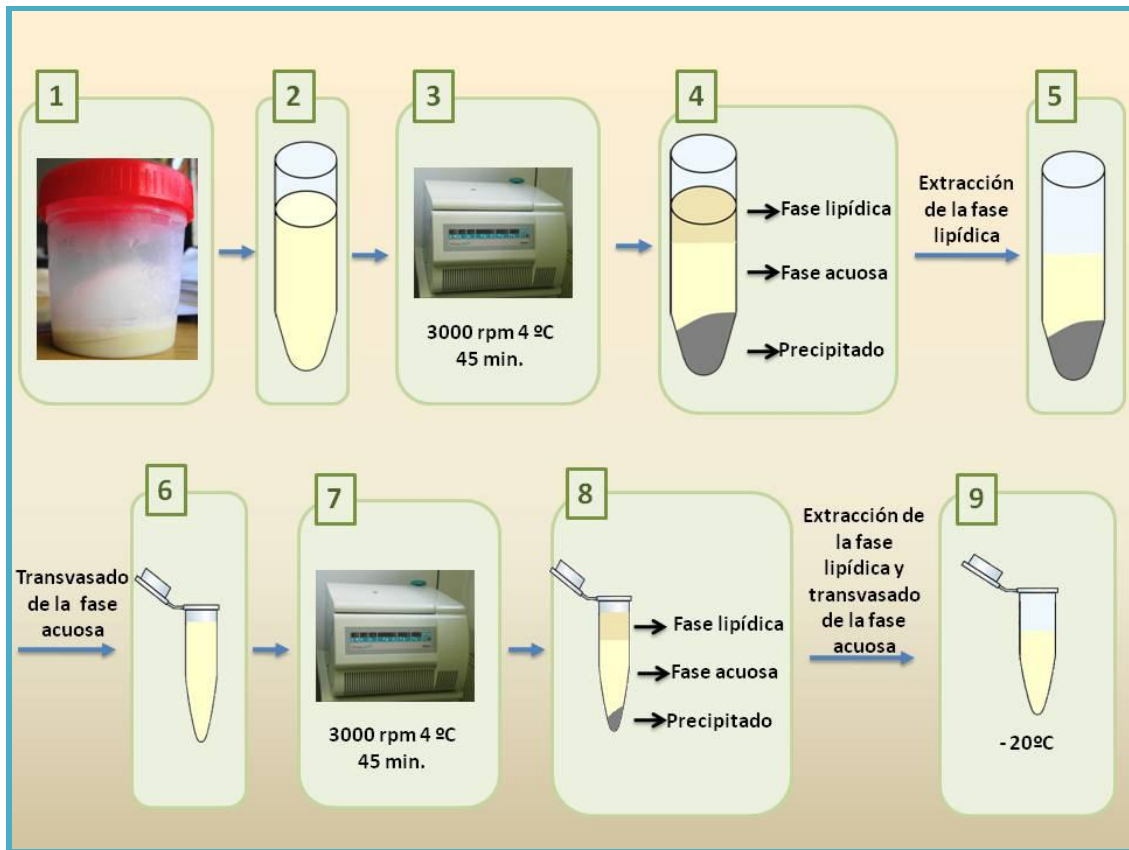 1
2
3
3000 rpm 4 ºC
45 min.
4
Fase lipídica
Fase acuosa
Precipitado
Extracción
de la fase
lipídica
5
Transvasado
de la fase
acuosa
6
7
3000 rpm 4 ºC
45 min.
8
Fase lipídica
Fase acuosa
Precipitado
Extracción de
la fase
lipídica y
transvasado
de la fase
acuosa
9
- 20ºC